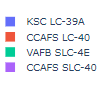 KSC LC-39A
CCAFS LC-40
VAFB SLC-4E
CCAFS SLC-40